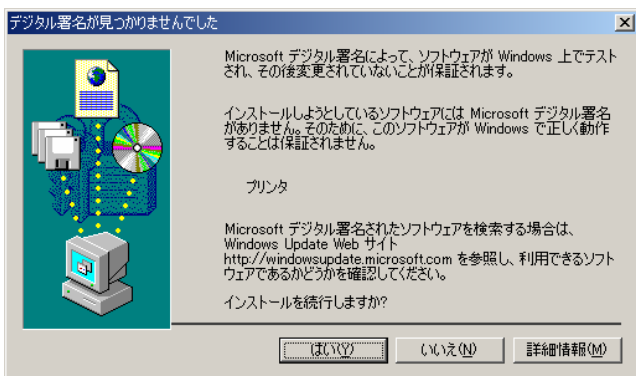 デジタル署名が見つかりませんでした
Microsoft デジタル署名によって、ソフトウェアが Windows 上でテスト
され、その後変更されていないことが保証されます。
インストールしようとしているソフトウェアには Microsoft デジタル署名
がありません。そのために、このソフトウェアが Windows で正しく動作
することは保証されません。
プリンタ
Microsoft デジタル署名されたソフトウェアを検索する場合は、
Windows Update Web サイト
http://windowsupdate.microsoft.com を参照し、利用できるソフト
ウェアであるかどうかを確認してください。
インストールを続行しますか?
はい(Y) いいえ(N) 詳細情報(M)